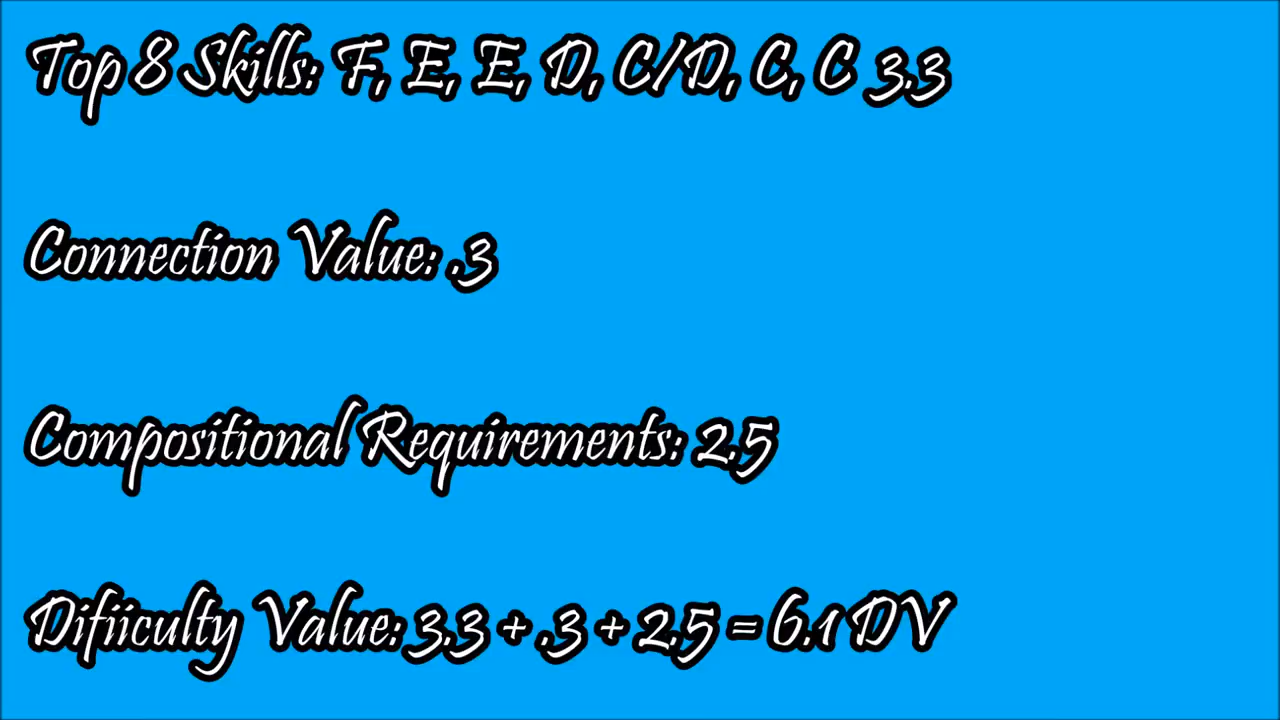 Top 8 Skills: F, E, E, D, C/D, C, C 3.3
Connection Value: .3
Compositional Requirements: 2.5
Difiiculty Value: 3.3 + .3 + 2.5 = 6.1 DV